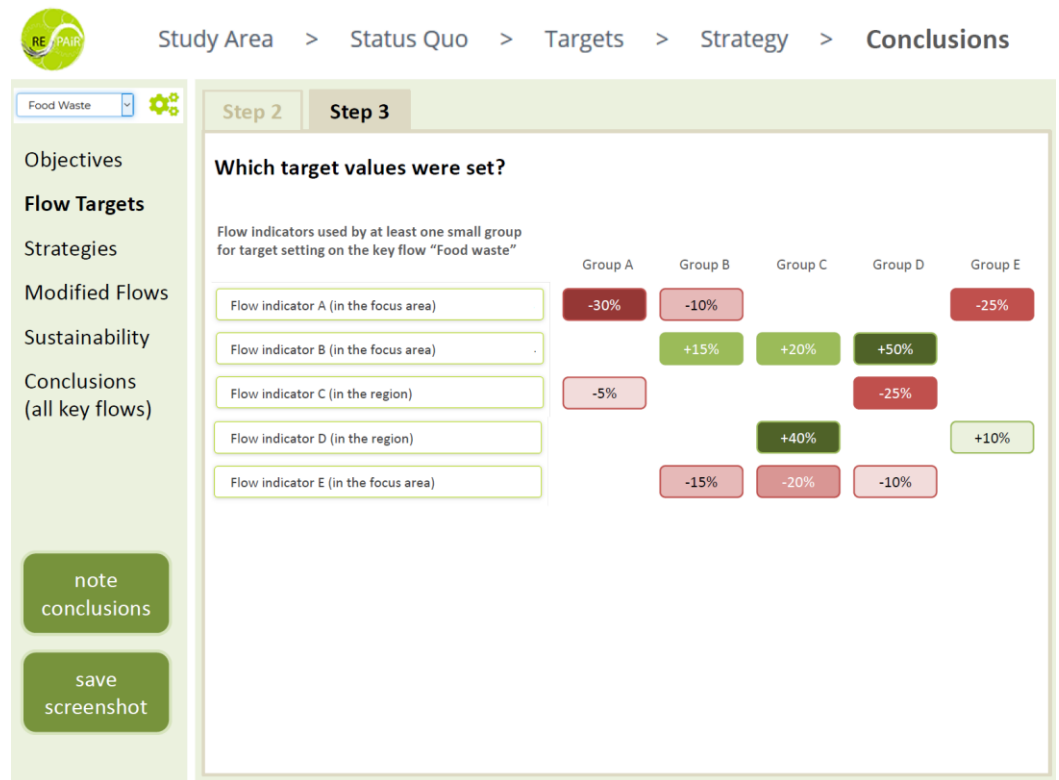 RE PAiR
Study Area > Status Quo > Targets > Strategy > Conclusions
Food Waste
Step 2 Step 3
Objectives
Flow Targets
Strategies
Modified Flows
Sustainability
Conclusions
(all key flows)
note
conclusions
save
screenshot
Which target values were set?
Flow indicators used by at least one small group
for target setting on the key flow “Food waste”
Group A Group B Group C Group D Group E
Flow indicator A (in the focus area) -30% -10% -25%
Flow indicator B (in the focus area) +15% +20% +50%
Flow indicator C (in the region) -5% -25%
Flow indicator D (in the region) +40% +10%
Flow indicator E (in the focus area) -15% -20% -10%